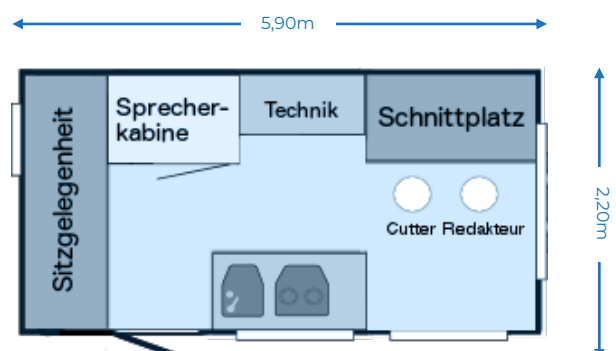 5,90m
Sitzgelegenheit
Sprecher-
kabine
Technik
Schnittplatz
Cutter Redakteur
2,20m